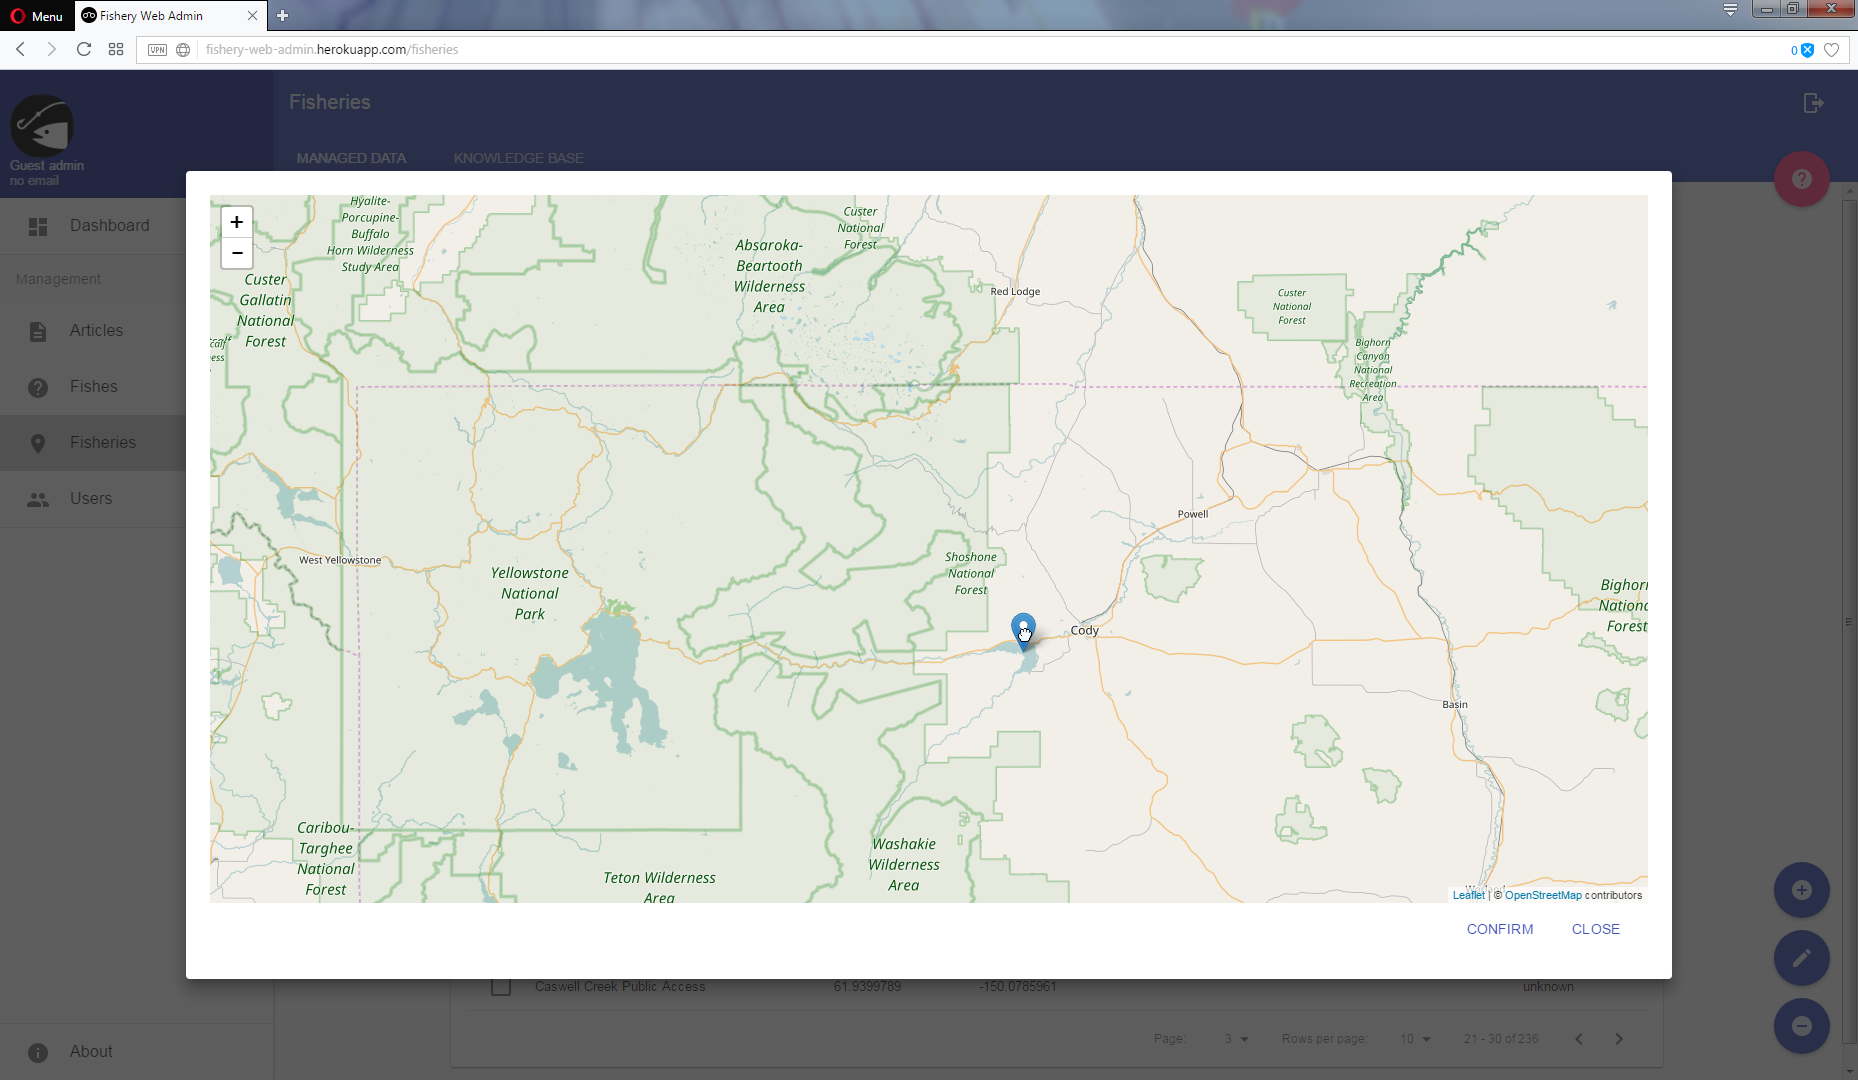 Menu
Fishery Web Admin
VPN
fishery-web-admin.herokuapp.com/fisheries
0
Guest admin
no email
Fisheries
MANAGED DATA
KNOWLEDGE BASE
Dashboard
Management
Articles
Fishes
Fisheries
Users
About
+
−
Hyalite-
Porcupine-
Buffalo
Horn Wilderness
Study Area
Custer
Gallatin
National
Forest
Absaroka-
Beartooth
Wilderness
Area
Custer
National
Forest
Red Lodge
Custer
National
Forest
Bighorn
Canyon
National
Recreation
Area
West Yellowstone
Yellowstone
National
Park
Shoshone
National
Forest
Powell
Cody
Bighorn
National
Forest
Basin
Caribou-
Targhee
National
Forest
Teton Wilderness
Area
Washakie
Wilderness
Area
Leaflet | © OpenStreetMap contributors
CONFIRM
CLOSE
Caswell Creek Public Access
61.9399789
-150.0785961
unknown
Page:
3
Rows per page:
10
21 - 30 of 236